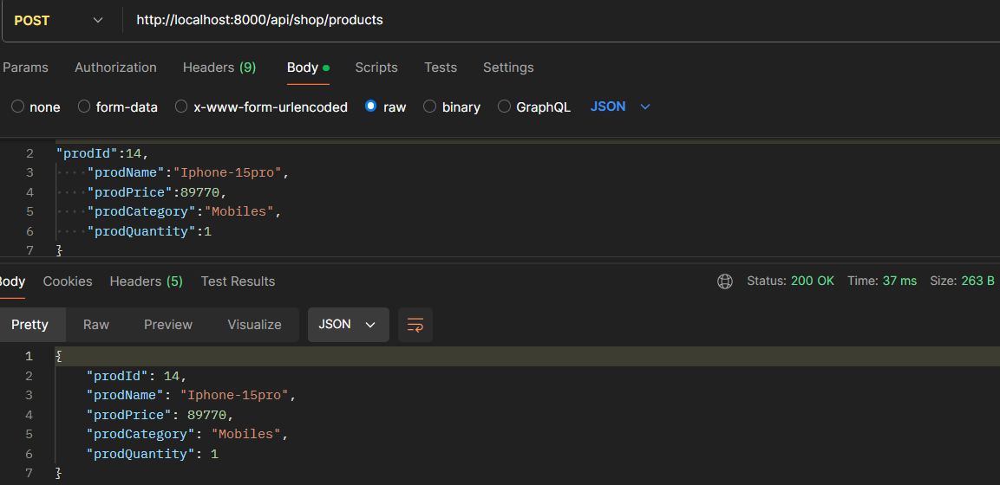 POST http://localhost:8000/api/shop/products
Params Authorization Headers (9) Body Scripts Tests Settings
none form-data x-www-form-urlencoded raw binary GraphQL JSON
2 "prodId":14,
3 "prodName":"Iphone-15pro",
4 "prodPrice":89770,
5 "prodCategory":"Mobiles",
6 "prodQuantity":1
7 }
Body Cookies Headers (5) Test Results Status: 200 OK Time: 37 ms Size: 263 B
Pretty Raw Preview Visualize JSON
1 {
2 "prodId": 14,
3 "prodName": "Iphone-15pro",
4 "prodPrice": 89770,
5 "prodCategory": "Mobiles",
6 "prodQuantity": 1
7 }